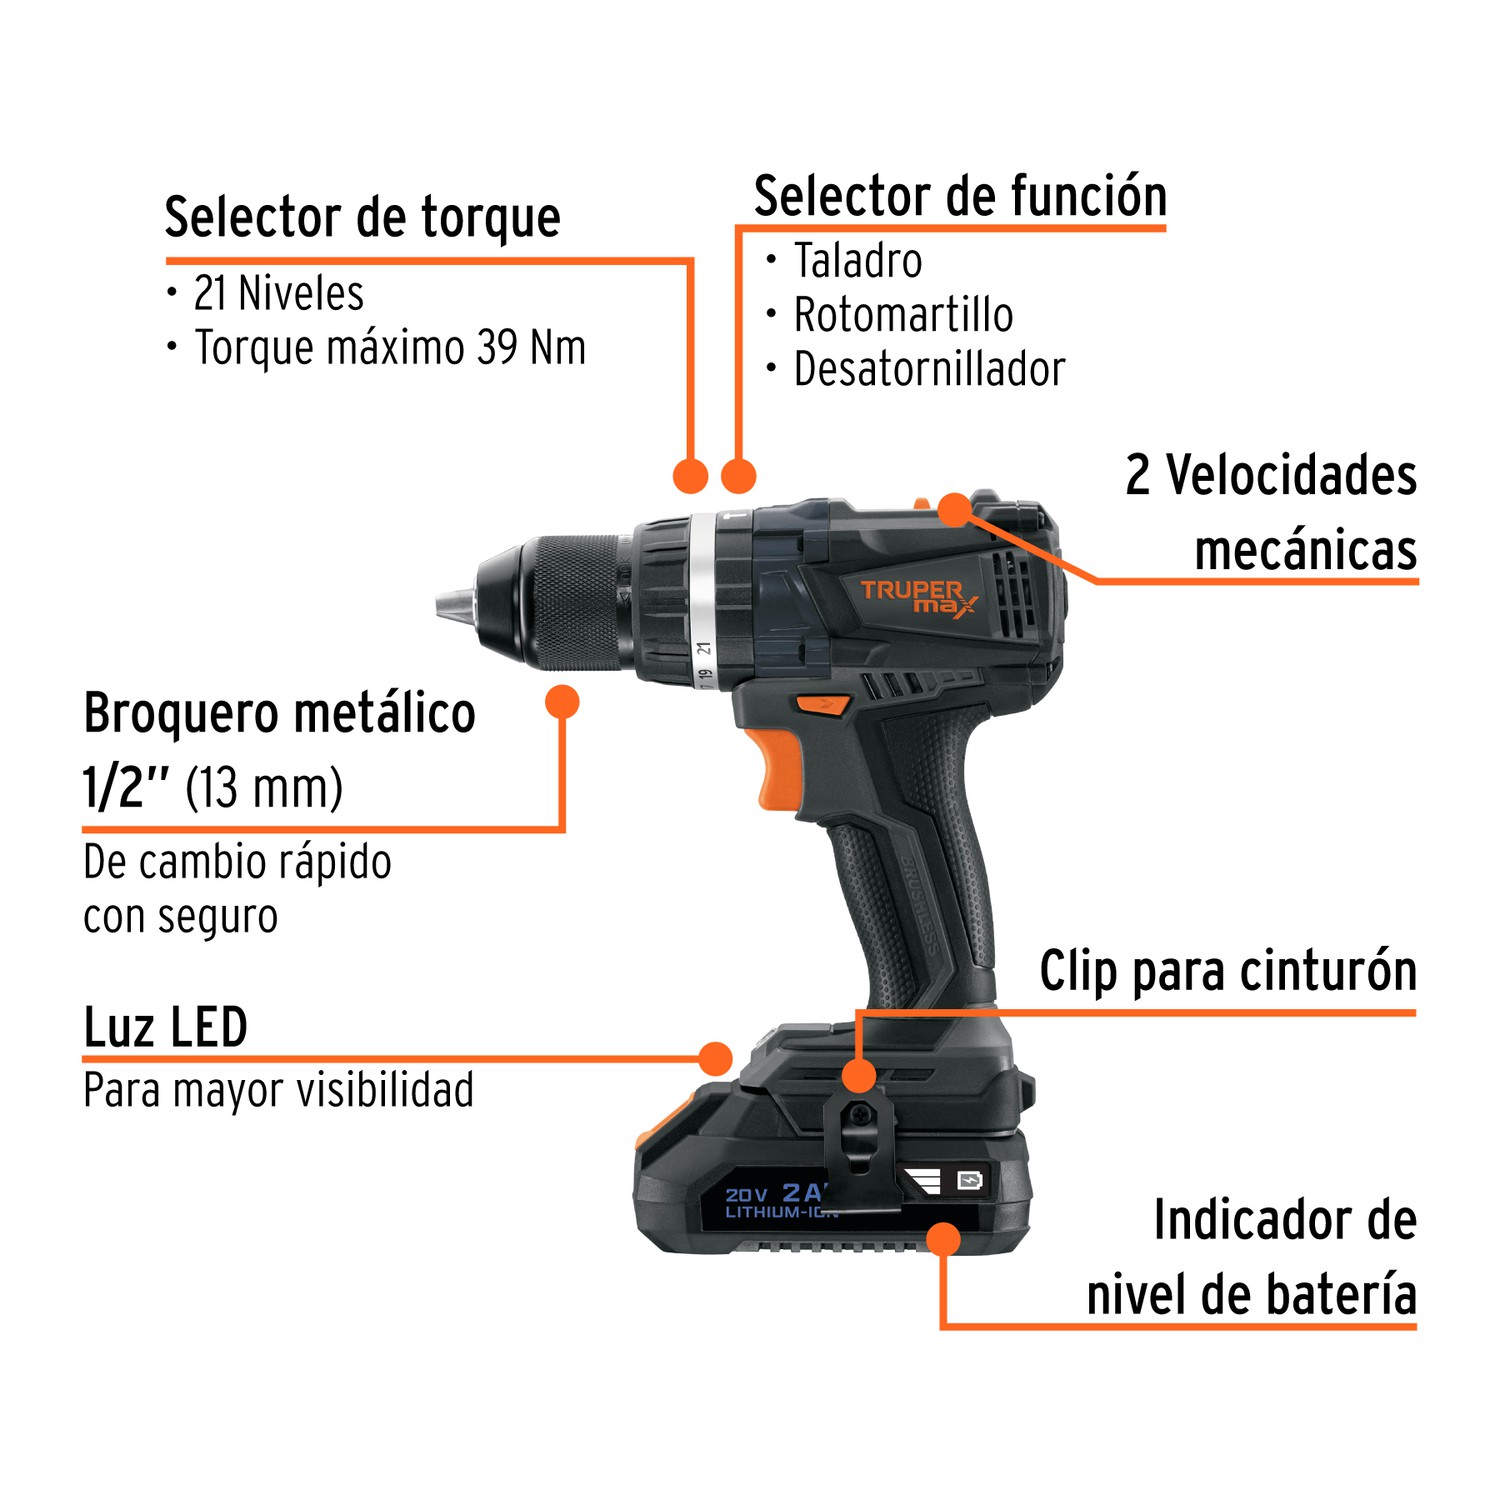 Selector de torque
• 21 Niveles
• Torque máximo 39 Nm
Selector de función
• Taladro
• Rotomartillo
• Desatornillador
2 Velocidades
mecánicas
TRUPER
max
21
19
Broquero metálico
1/2” (13 mm)
De cambio rápido
con seguro
BRUSHLESS
Clip para cinturón
Luz LED
Para mayor visibilidad
20V 2A
LITHIUM-ION
Indicador de
nivel de batería